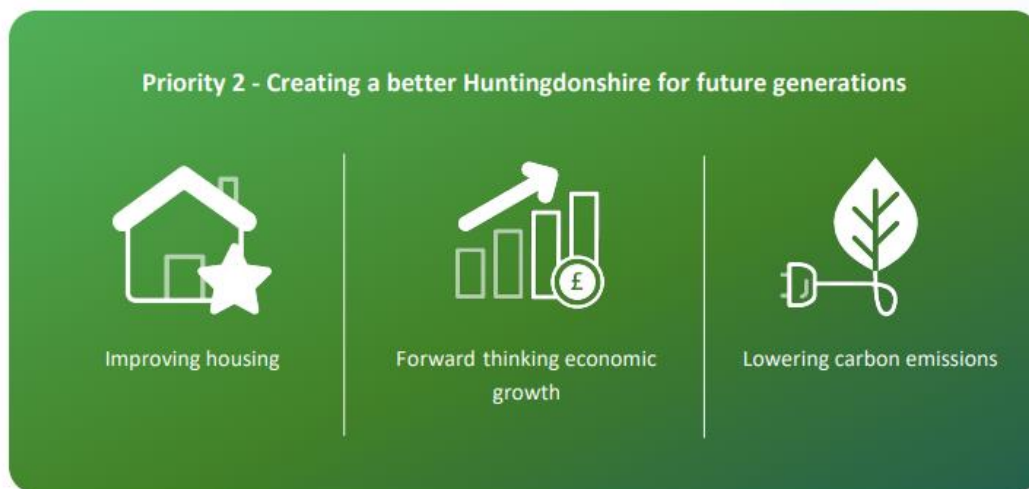 Priority 2 - Creating a better Huntingdonshire for future generations
£
Improving housing
Forward thinking economic
growth
Lowering carbon emissions